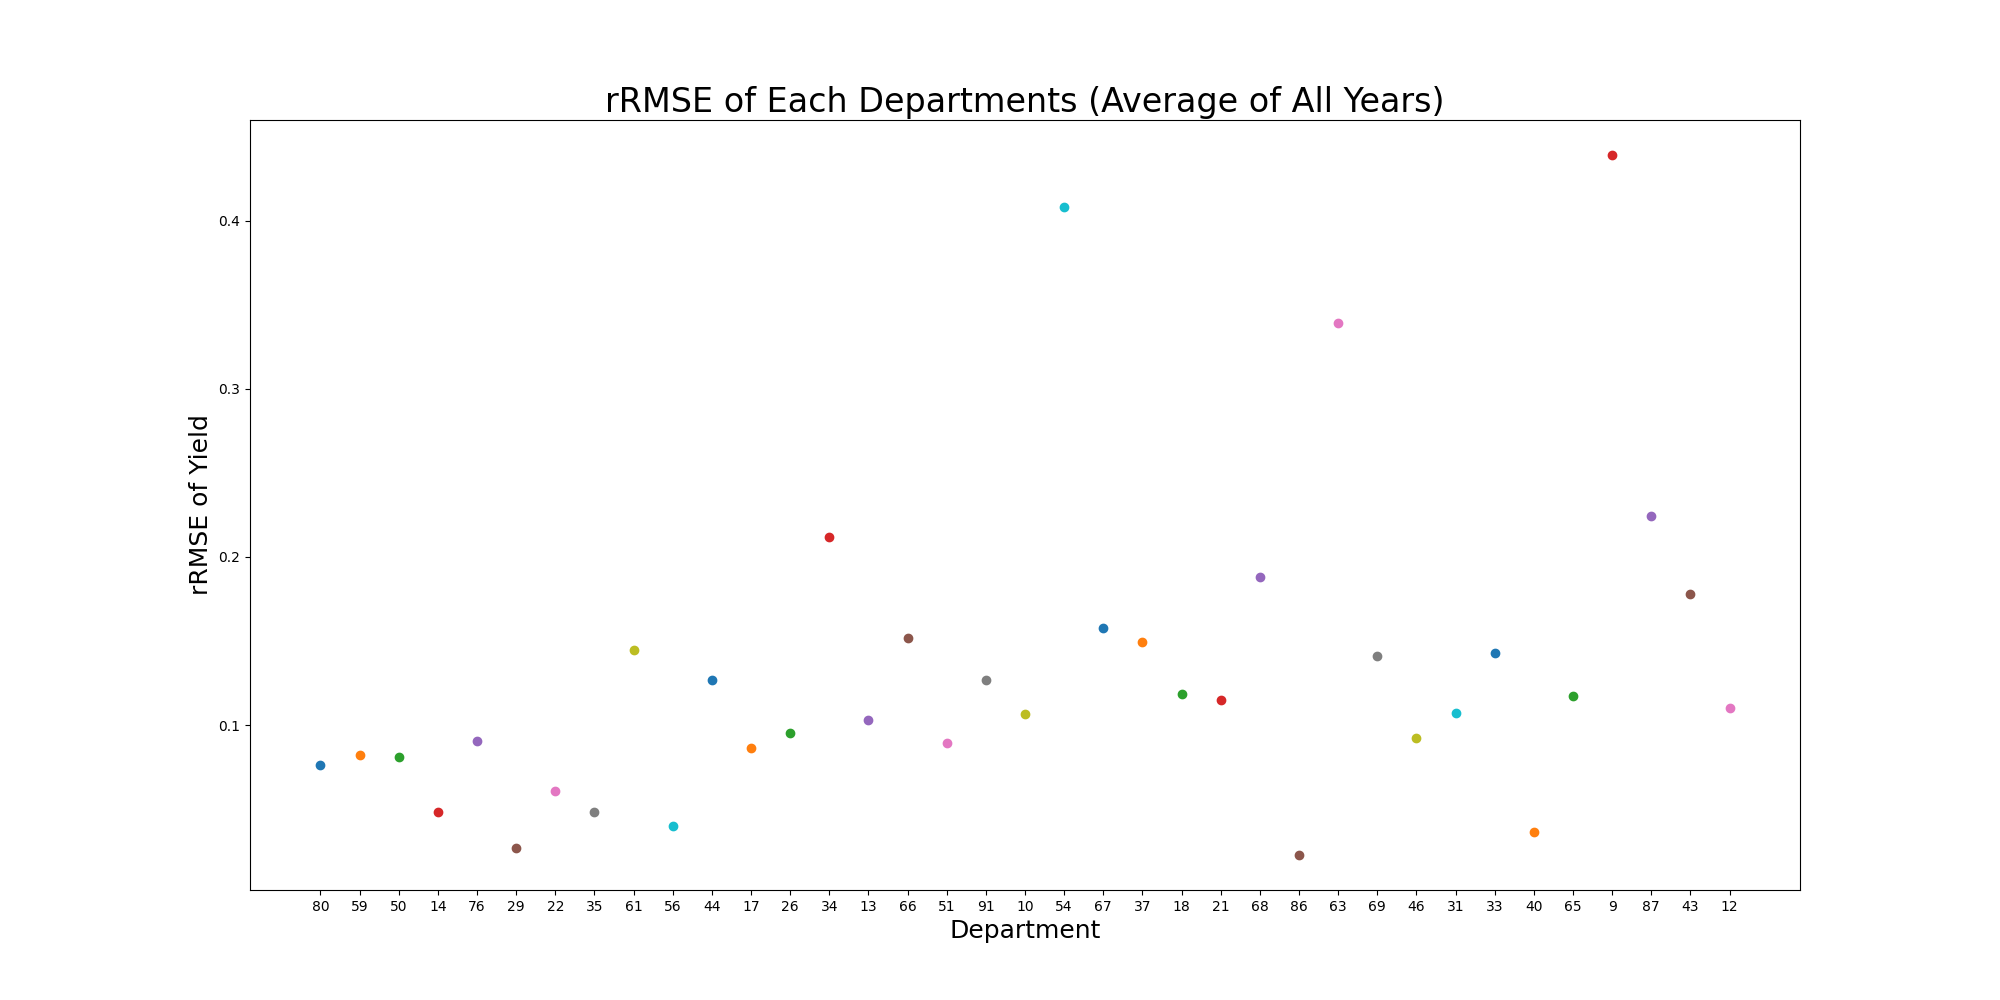 rRMSE of Each Departments (Average of All Years)
rRMSE of Yield
0.4
0.3
0.2
0.1
80 59 50 14 76 29 22 35 61 56 44 17 26 34 13 66 51 91 10 54 67 37 18 21 68 86 63 69 46 31 33 40 65 9 87 43 12
Department